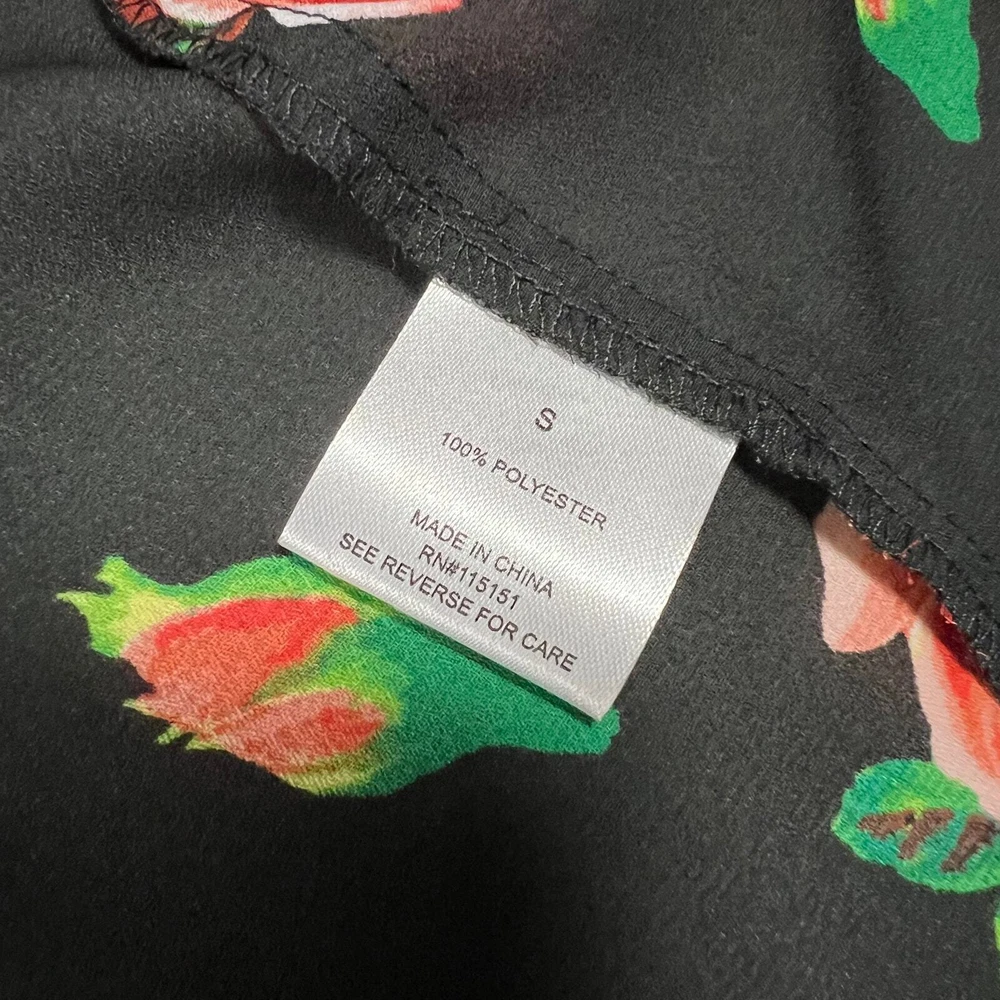 S
100% POLYESTER
MADE IN CHINA
RN#115151
SEE REVERSE FOR CARE